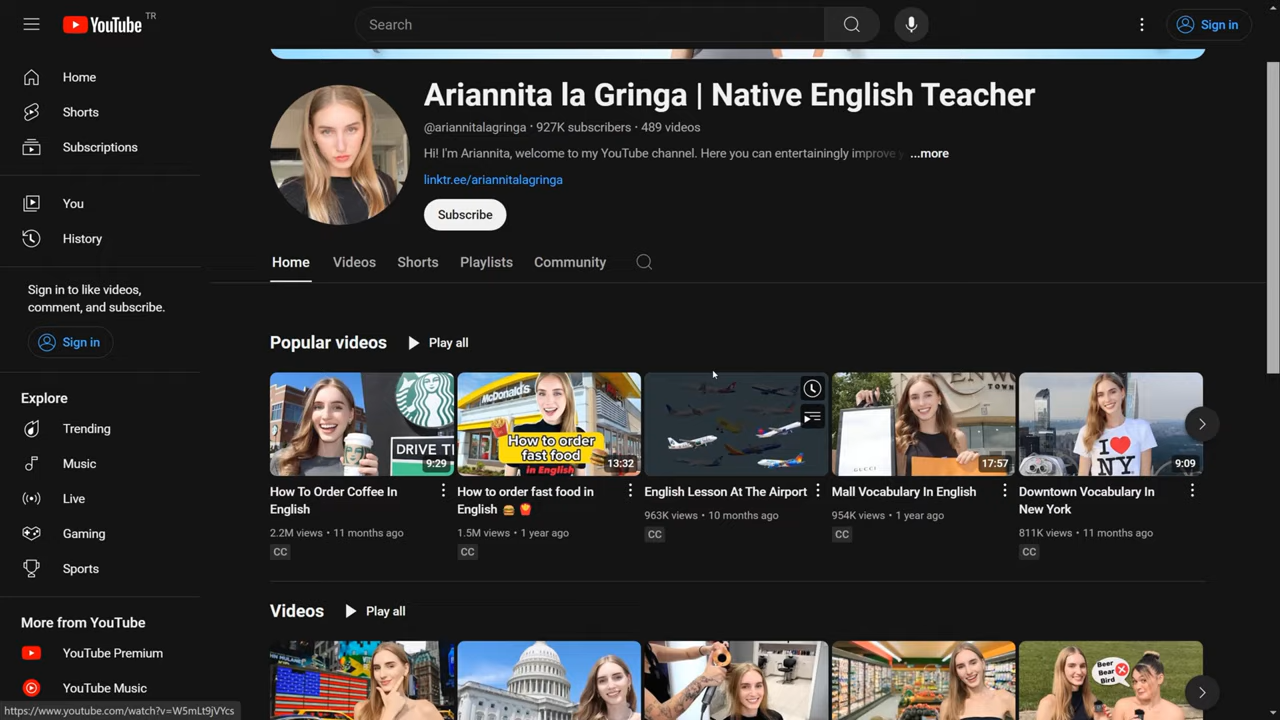 YouTube TR
Search
Sign in
Home
Shorts
Subscriptions
You
History
Sign in to like videos,
comment, and subscribe.
Sign in
Explore
Trending
Music
Live
Gaming
Sports
More from YouTube
YouTube Premium
YouTube Music
https://www.youtube.com/watch?v=W5mLt9jVYcs
Ariannita la Gringa | Native English Teacher
@ariannitalagringa · 927K subscribers · 489 videos
Hi! I'm Ariannita, welcome to my YouTube channel. Here you can entertainingly improve ...more
linktr.ee/ariannitalagringa
Subscribe
Home Videos Shorts Playlists Community
Popular videos Play all
DRIVE T
9:29
How To Order Coffee In
English
2.2M views · 11 months ago
CC
McDonald's
How to order
fast food
in English
13:32
How to order fast food in
English 🍔 🍟
1.5M views · 1 year ago
CC
English Lesson At The Airport
963K views · 10 months ago
CC
TOWN
GUCCI
17:57
Mall Vocabulary In English
954K views · 1 year ago
CC
I ❤ NY
9:09
Downtown Vocabulary In
New York
811K views · 11 months ago
CC
Videos Play all
Beer
Bear
Bird